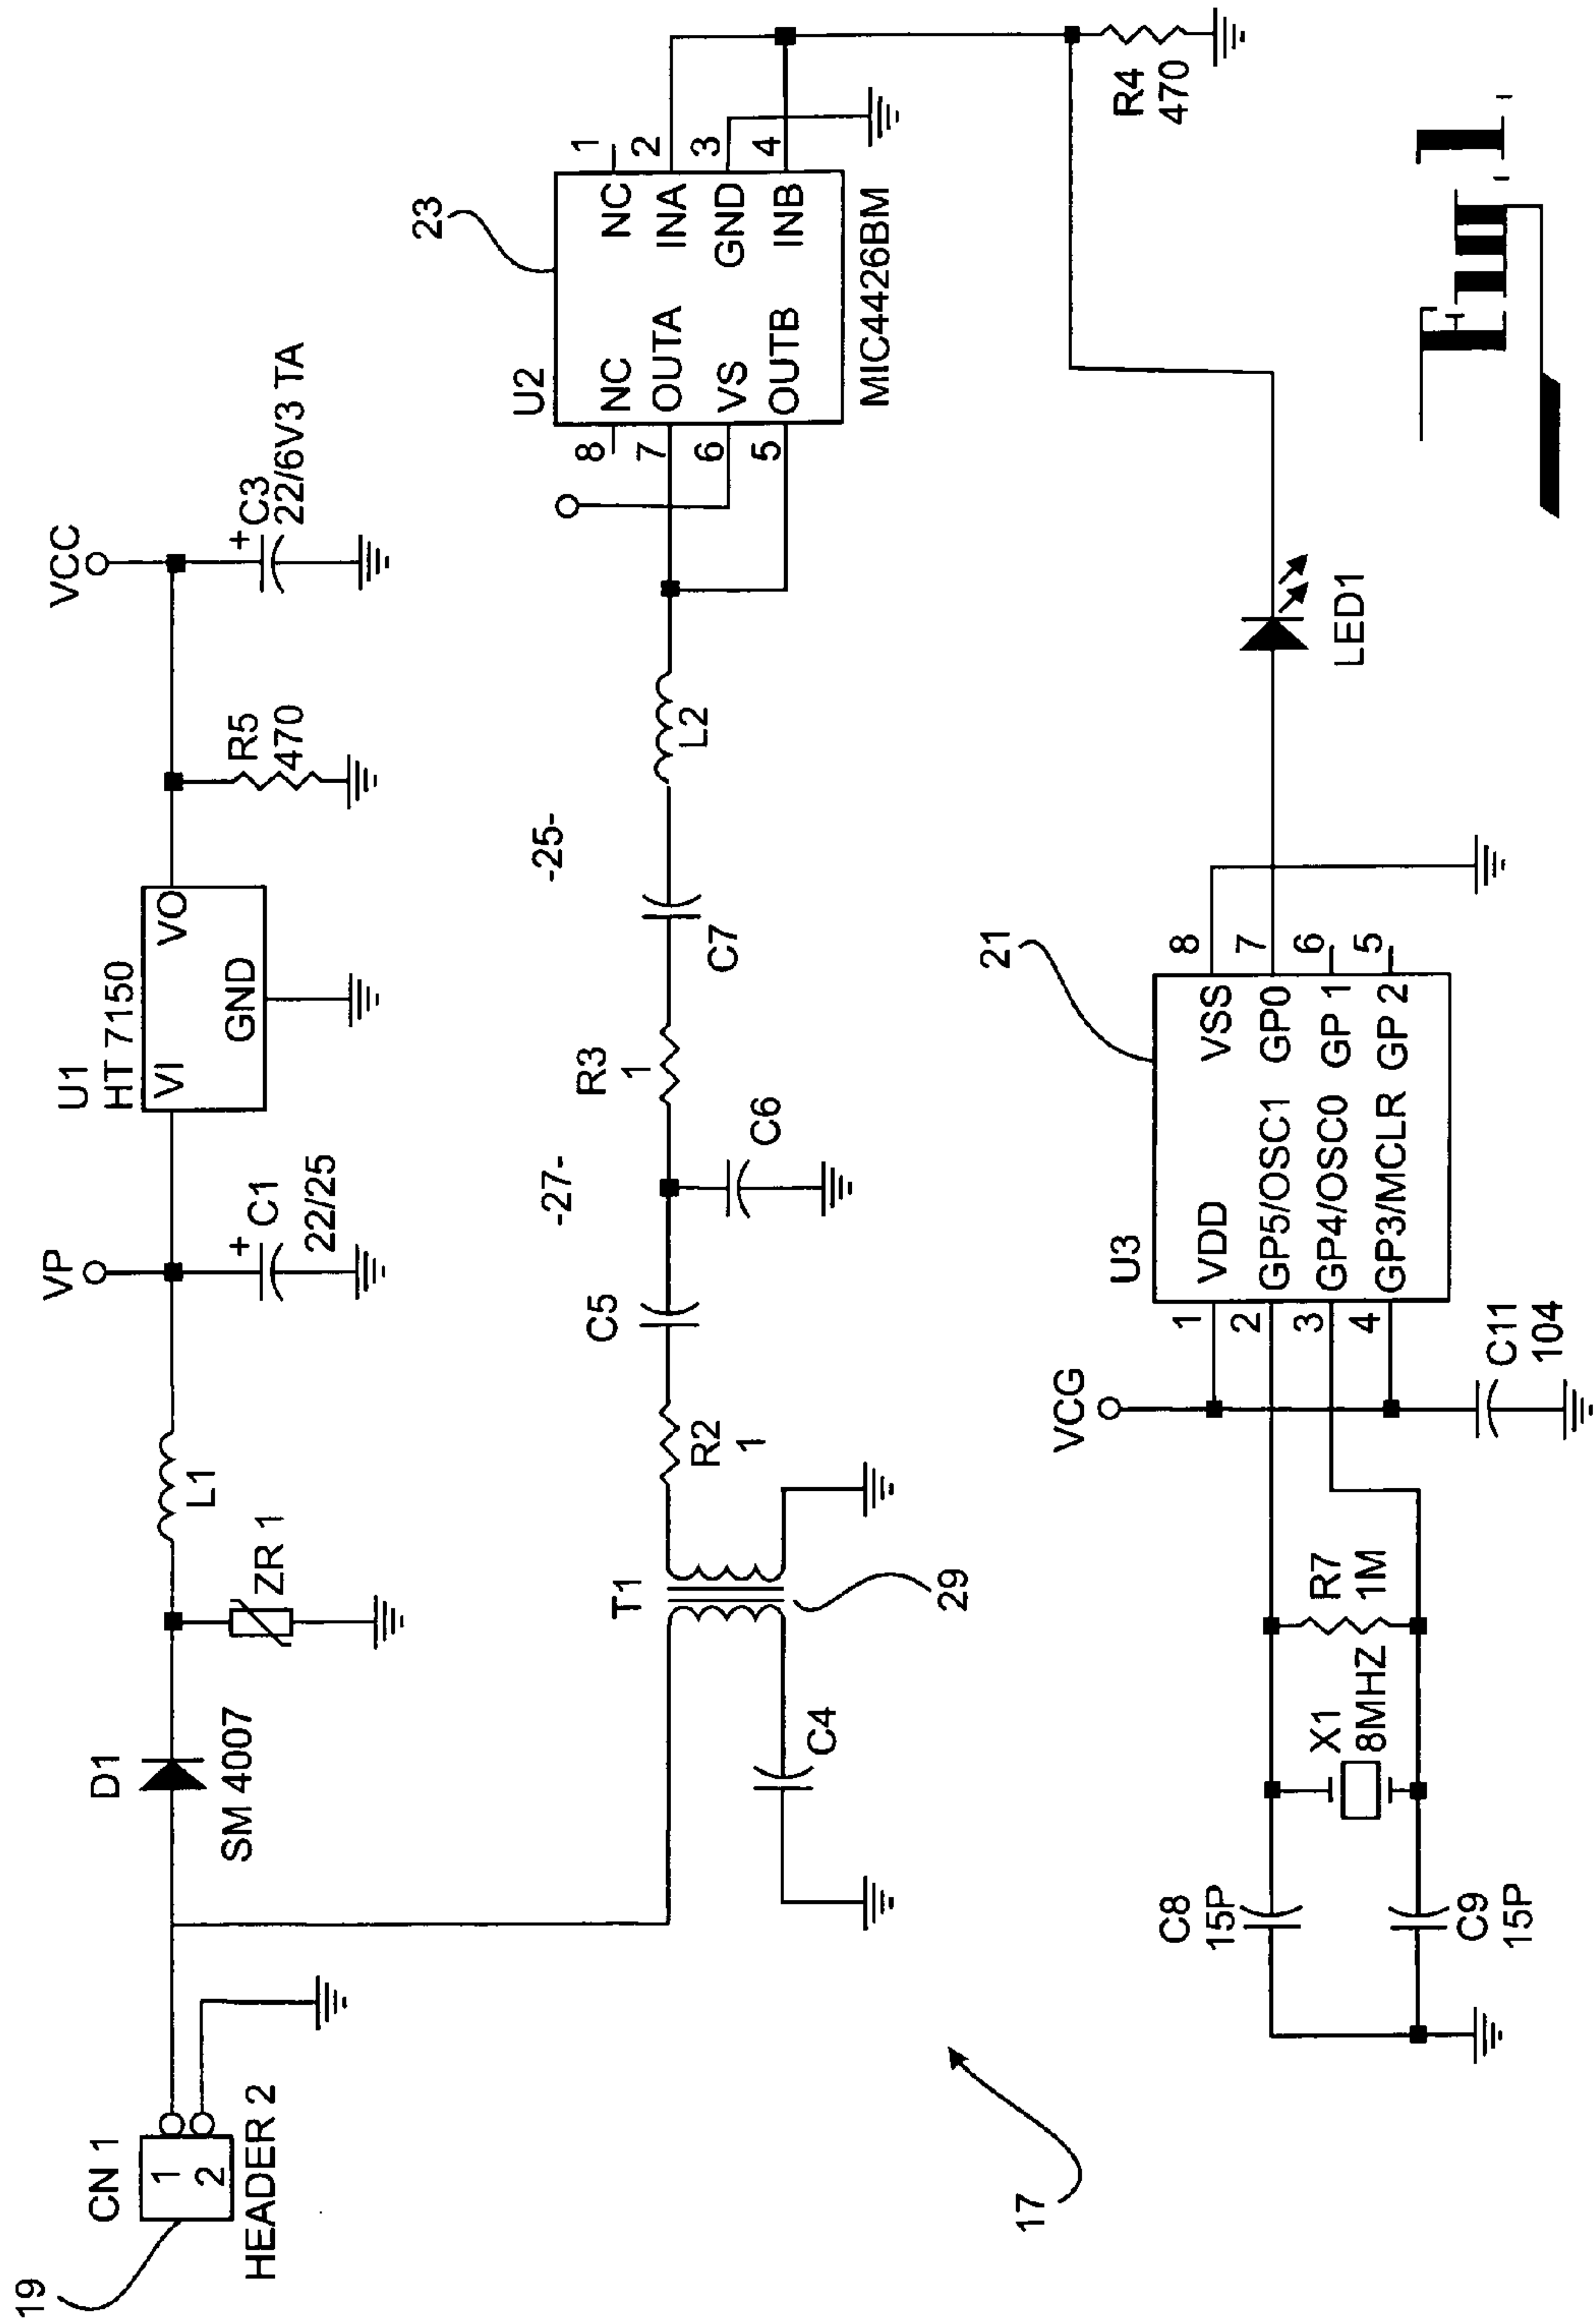 19
CN 1
1
2
HEADER 2
D1
SM 4007
ZR 1
L1
VP
+
C1
22/25
U1
HT 7150
VI
VO
GND
R5
470
VCC
+
C3
22/6V3 TA
T1
29
C4
R2
1
C5
-27-
C6
R3
1
C7
-25-
L2
U2
23
8
7
6
5
NC
OUTA
VS
OUTB
NC
INA
GND
INB
1
2
3
4
MIC4426BM
R4
470
17
C8
15P
C9
15P
X1
8MHZ
R7
1M
VCG
C11
104
U3
21
1
2
3
4
VDD
GP5/OSC1
GP4/OSC0
GP3/MCLR
VSS
GP0
GP 1
GP 2
8
7
6
5
LED1
Fig. 1